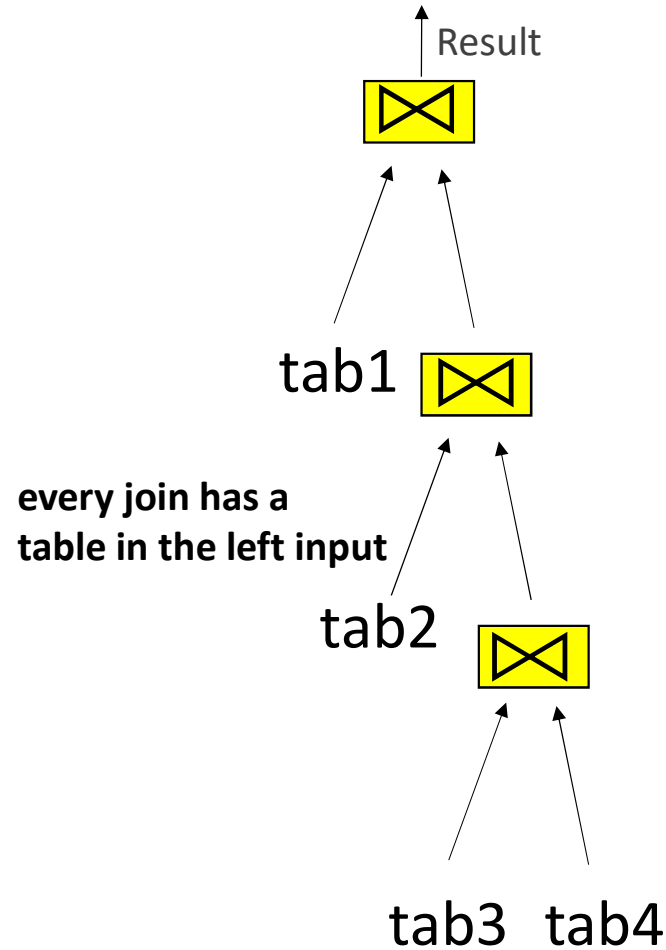 Result
tab1
every join has a
table in the left input
tab2
tab3 tab4